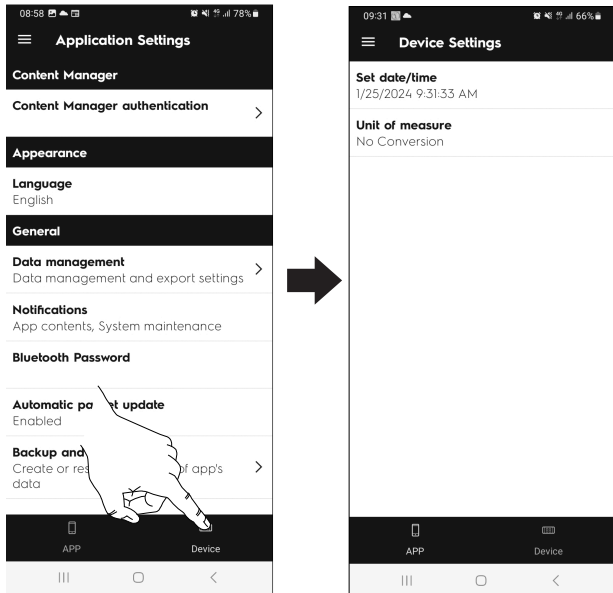 08:58 78%
Application Settings
Content Manager
Content Manager authentication
Appearance
Language
English
General
Data management
Data management and export settings
Notifications
App contents, System maintenance
Bluetooth Password
Automatic pa et update
Enabled
Backup and
Create or res of app's
data
APP Device
09:31 66%
Device Settings
Set date/time
1/25/2024 9:31:33 AM
Unit of measure
No Conversion
APP Device